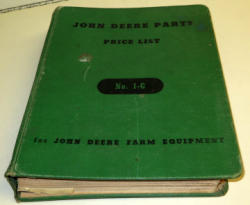 JOHN DEERE PARTS
PRICE LIST
No. 1-G
for JOHN DEERE FARM EQUIPMENT